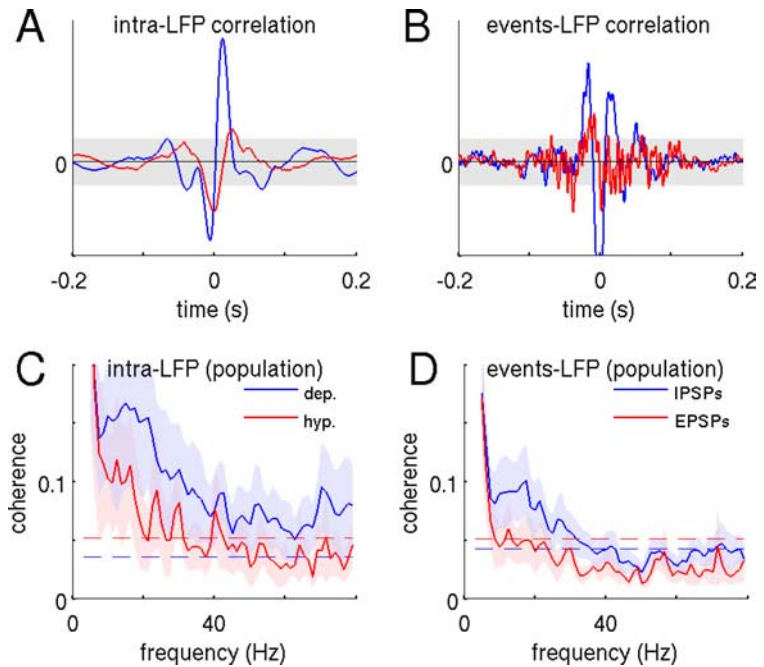 A intra-LFP correlation
B events-LFP correlation
0
0
-0.2 0 0.2
-0.2 0 0.2
time (s)
time (s)
C intra-LFP (population)
D events-LFP (population)
dep.
hyp.
IPSPs
EPSPs
coherence
0.1
0
coherence
0.1
0
0 40
0 40
frequency (Hz)
frequency (Hz)